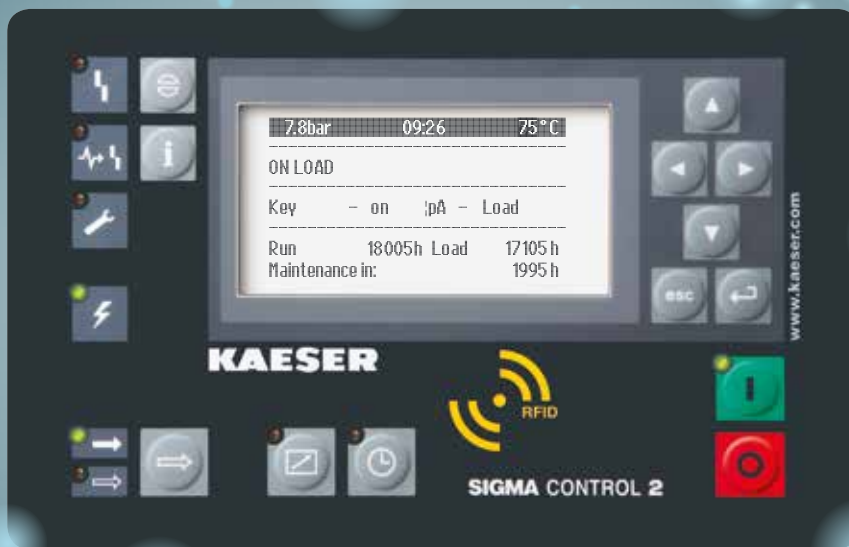 7.8bar 09:26 75°C
ON LOAD
Key - on ¦pA - Load
Run 18005h Load 17105h
Maintenance in: 1995h
esc
www.kaeser.com
KAESER
RFID
SIGMA CONTROL 2